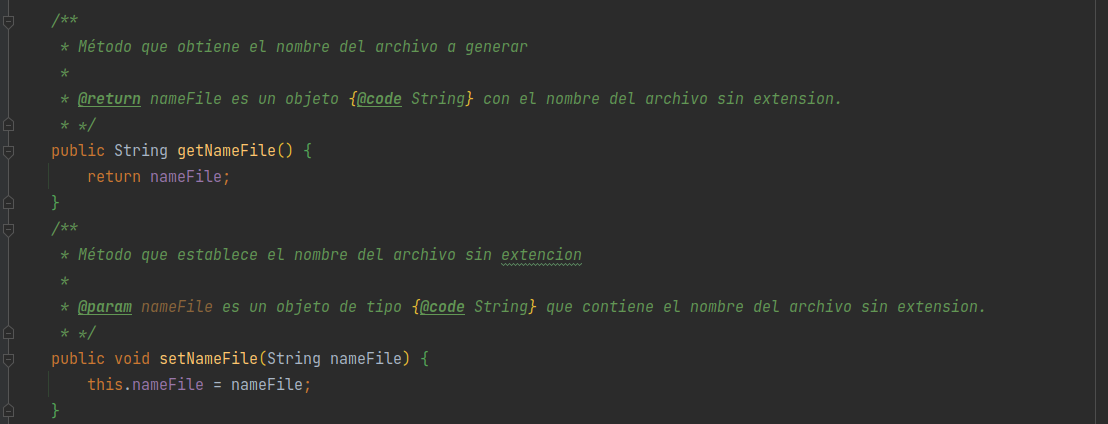 /**
 * Método que obtiene el nombre del archivo a generar
 *
 * @return nameFile es un objeto {@code String} con el nombre del archivo sin extension.
 * */
public String getNameFile() {
    return nameFile;
}
/**
 * Método que establece el nombre del archivo sin extencion
 *
 * @param nameFile es un objeto de tipo {@code String} que contiene el nombre del archivo sin extension.
 * */
public void setNameFile(String nameFile) {
    this.nameFile = nameFile;
}